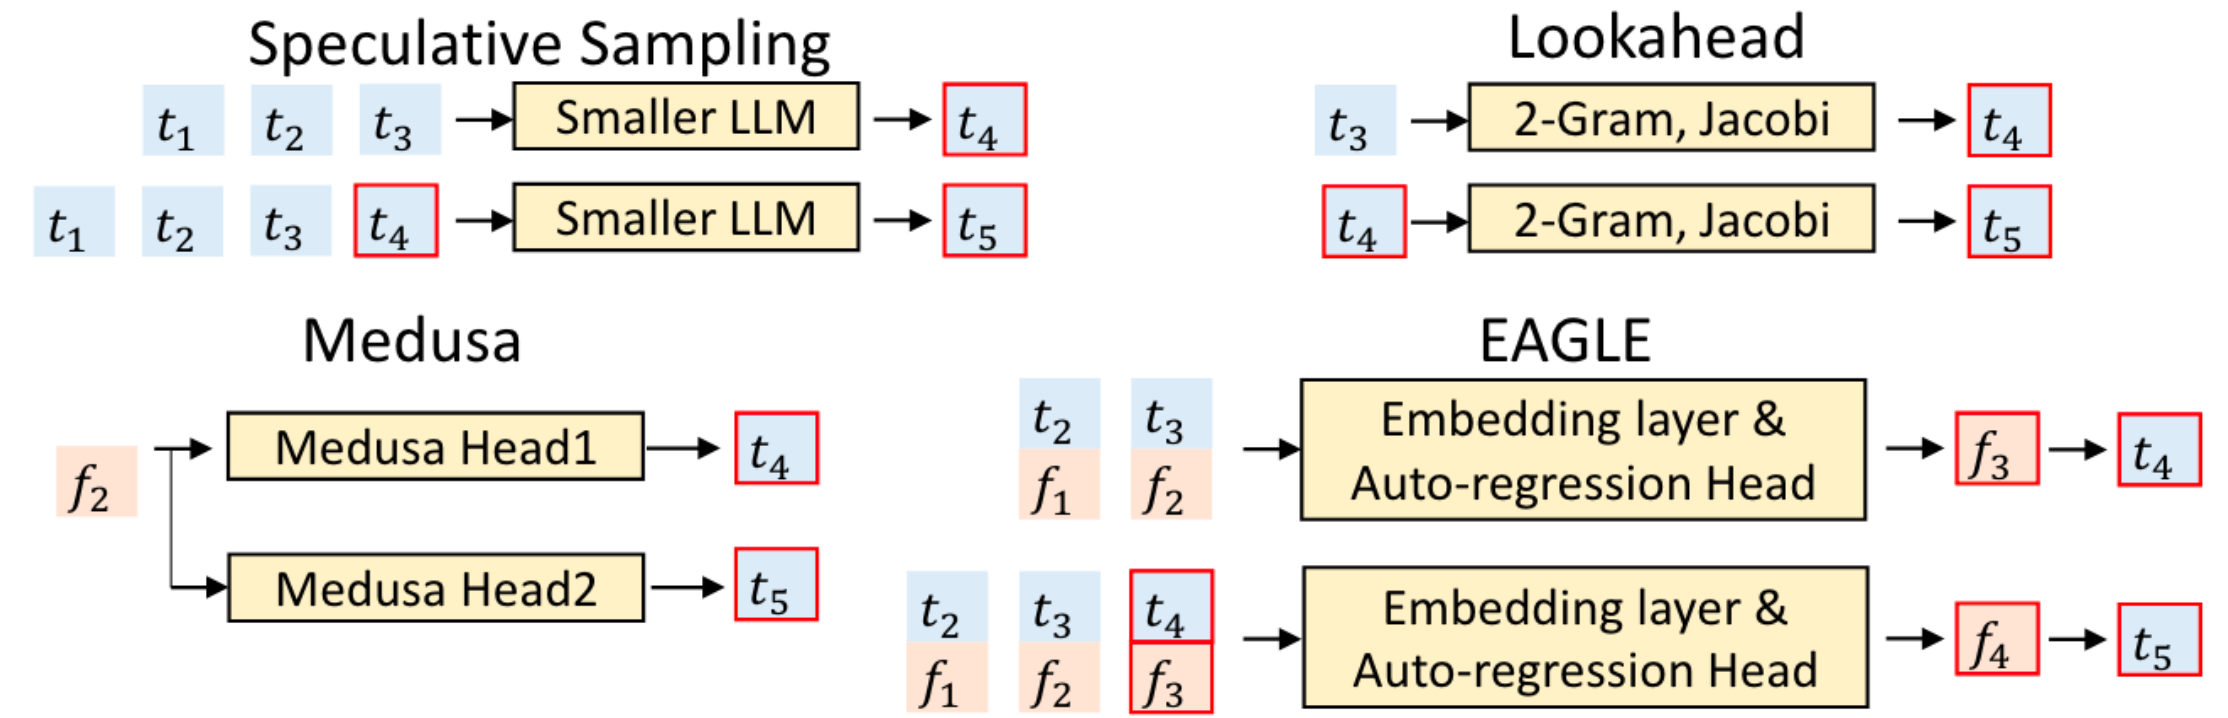 Speculative Sampling
t₁ t₂ t₃ Smaller LLM t₄
t₁ t₂ t₃ t₄ Smaller LLM t₅
Lookahead
t₃ 2-Gram, Jacobi t₄
t₄ 2-Gram, Jacobi t₅
Medusa
f₂ Medusa Head1 t₄
Medusa Head2 t₅
EAGLE
t₂ t₃
f₁ f₂
Embedding layer &
Auto-regression Head
f₃ t₄
t₂ t₃ t₄
f₁ f₂ f₃
Embedding layer &
Auto-regression Head
f₄ t₅